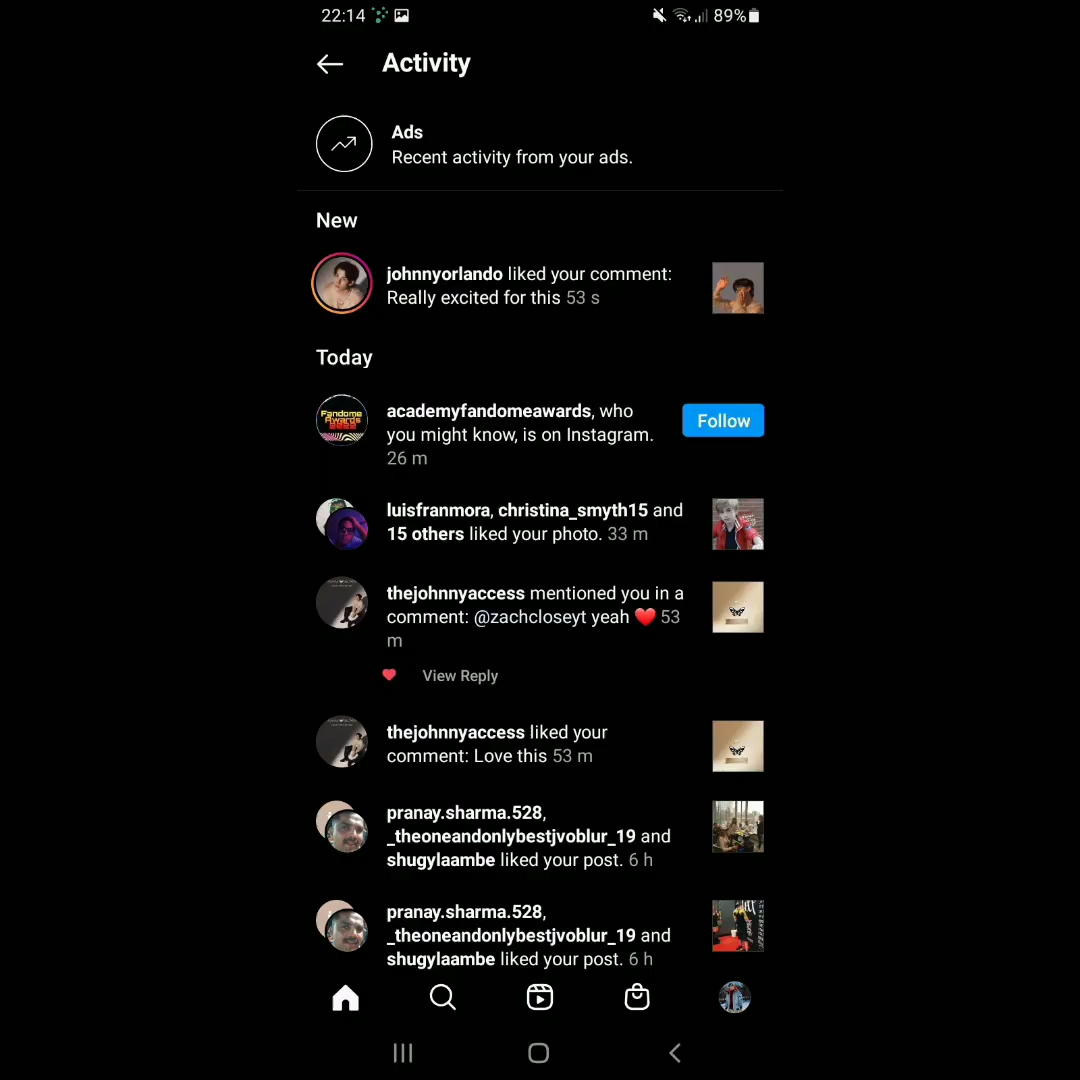 22:14
89%
Activity
Ads
Recent activity from your ads.
New
johnnyorlando liked your comment:
Really excited for this 53 s
Today
Fandome
Awards
academyfandomeawards, who
you might know, is on Instagram.
26 m
Follow
luisfranmora, christina_smyth15 and
15 others liked your photo. 33 m
thejohnnyaccess mentioned you in a
comment: @zachcloseyt yeah ❤️ 53
m
View Reply
thejohnnyaccess liked your
comment: Love this 53 m
pranay.sharma.528,
_theoneandonlybestjvoblur_19 and
shugylaambe liked your post. 6 h
pranay.sharma.528,
_theoneandonlybestjvoblur_19 and
shugylaambe liked your post. 6 h